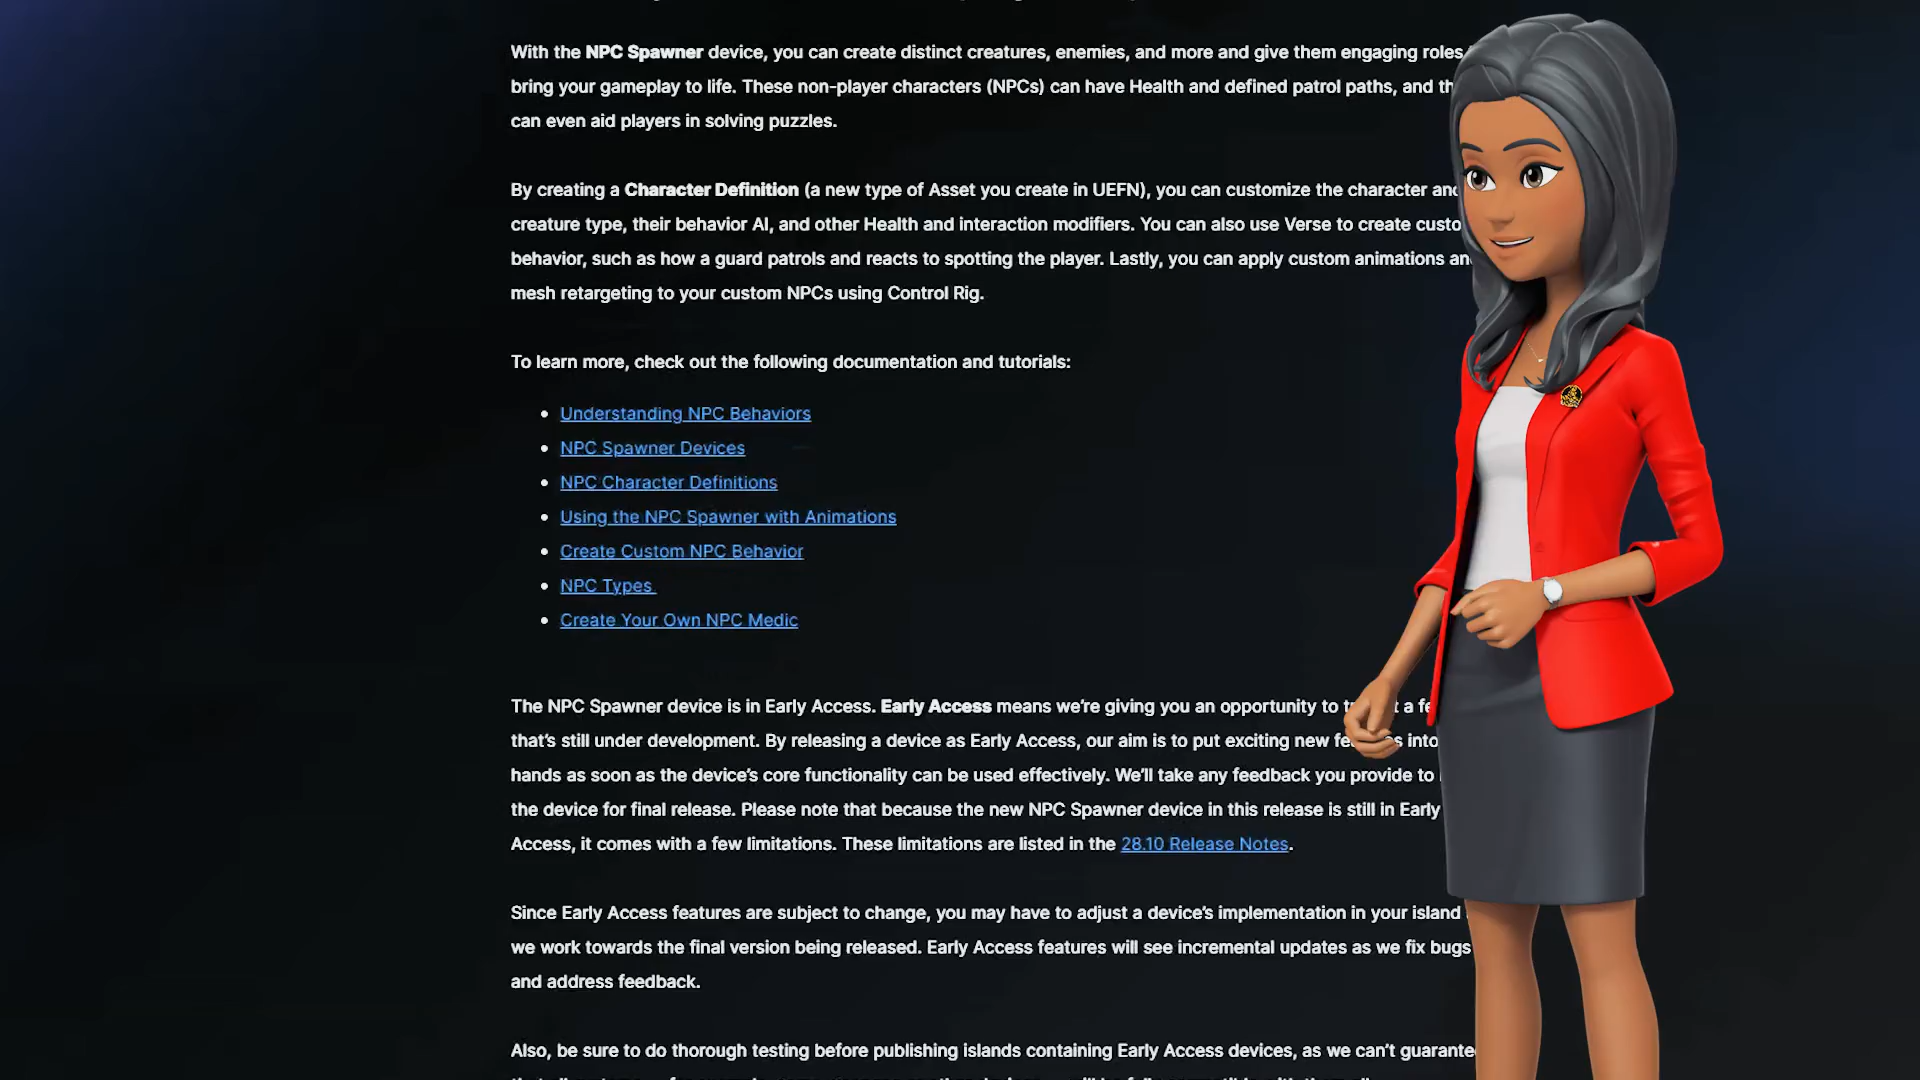 With the NPC Spawner device, you can create distinct creatures, enemies, and more and give them engaging roles
bring your gameplay to life. These non-player characters (NPCs) can have Health and defined patrol paths, and
can even aid players in solving puzzles.
By creating a Character Definition (a new type of Asset you create in UEFN), you can customize the character and
creature type, their behavior AI, and other Health and interaction modifiers. You can also use Verse to create
behavior, such as how a guard patrols and reacts to spotting the player. Lastly, you can apply custom animations
mesh retargeting to your custom NPCs using Control Rig.
To learn more, check out the following documentation and tutorials:
• Understanding NPC Behaviors
• NPC Spawner Devices
• NPC Character Definitions
• Using the NPC Spawner with Animations
• Create Custom NPC Behavior
• NPC Types
• Create Your Own NPC Medic
The NPC Spawner device is in Early Access. Early Access means we're giving you an opportunity to a
that's still under development. By releasing a device as Early Access, our aim is to put exciting new into
hands as soon as the device's core functionality can be used effectively. We'll take any feedback you provide to
the device for final release. Please note that because the new NPC Spawner device in this release is still in Early
Access, it comes with a few limitations. These limitations are listed in the 28.10 Release Notes.
Since Early Access features are subject to change, you may have to adjust a device's implementation in your island
we work towards the final version being released. Early Access features will see incremental updates as we fix bugs
and address feedback.
Also, be sure to do thorough testing before publishing islands containing Early Access devices, as we can't guarantee